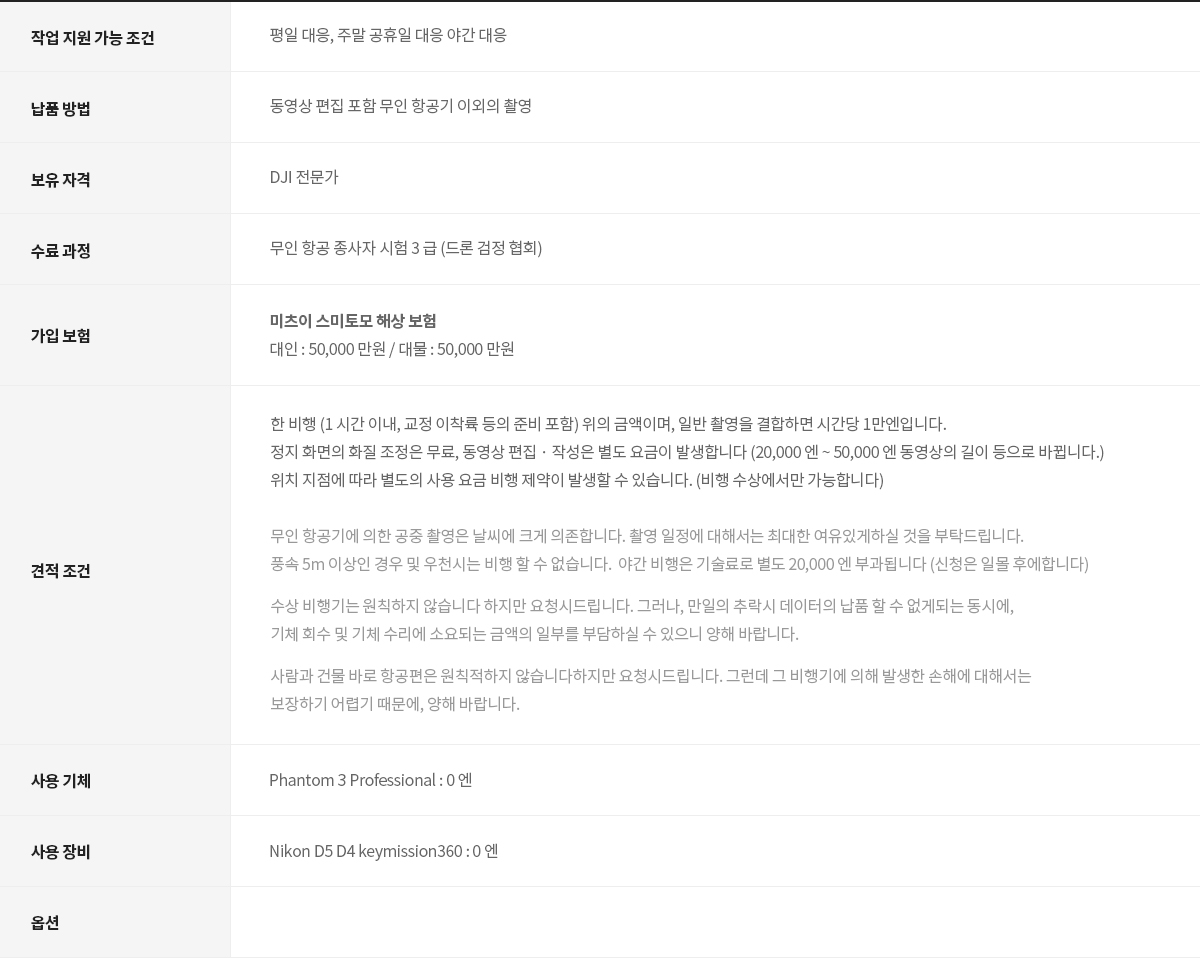 작업 지원 가능 조건
평일 대응, 주말 공휴일 대응 야간 대응
납품 방법
동영상 편집 포함 무인 항공기 이외의 촬영
보유 자격
DJI 전문가
수료 과정
무인 항공 종사자 시험 3 급 (드론 검정 협회)
가입 보험
미츠이 스미토모 해상 보험
대인 : 50,000 만원 / 대물 : 50,000 만원
견적 조건
한 비행 (1 시간 이내, 교정 이착륙 등의 준비 포함) 위의 금액이며, 일반 촬영을 결합하면 시간당 1만엔입니다.
정지 화면의 화질 조정은 무료, 동영상 편집 · 작성은 별도 요금이 발생합니다 (20,000 엔 ~ 50,000 엔 동영상의 길이 등으로 바뀝니다.)
위치 지점에 따라 별도의 사용 요금 비행 제약이 발생할 수 있습니다. (비행 수상에서만 가능합니다)
무인 항공기에 의한 공중 촬영은 날씨에 크게 의존합니다. 촬영 일정에 대해서는 최대한 여유있게하실 것을 부탁드립니다.
풍속 5m 이상인 경우 및 우천시는 비행 할 수 없습니다. 야간 비행은 기술료로 별도 20,000 엔 부과됩니다 (신청은 일몰 후에합니다)
수상 비행기는 원칙하지 않습니다 하지만 요청시드립니다. 그러나, 만일의 추락시 데이터의 납품 할 수 없게되는 동시에,
기체 회수 및 기체 수리에 소요되는 금액의 일부를 부담하실 수 있으니 양해 바랍니다.
사람과 건물 바로 항공편은 원칙적하지 않습니다하지만 요청시드립니다. 그런데 그 비행기에 의해 발생한 손해에 대해서는
보장하기 어렵기 때문에, 양해 바랍니다.
사용 기체
Phantom 3 Professional : 0 엔
사용 장비
Nikon D5 D4 keymission360 : 0 엔
옵션